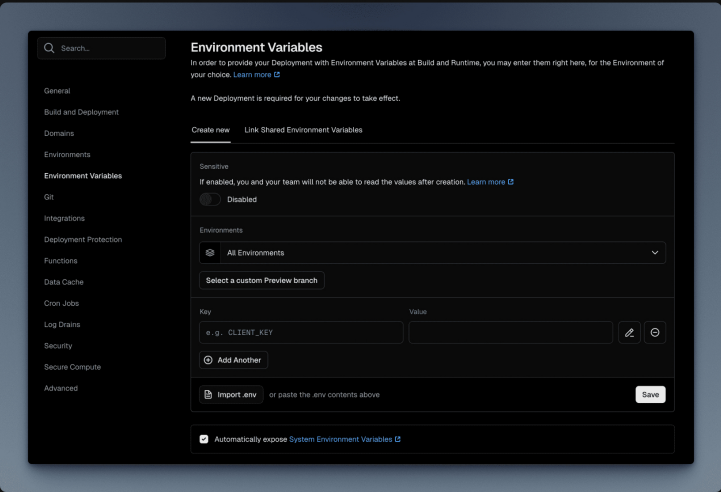 Search...
General
Build and Deployment
Domains
Environments
Environment Variables
Git
Integrations
Deployment Protection
Functions
Data Cache
Cron Jobs
Log Drains
Security
Secure Compute
Advanced
Environment Variables
In order to provide your Deployment with Environment Variables at Build and Runtime, you may enter them right here, for the Environment of
your choice. Learn more
A new Deployment is required for your changes to take effect.
Create new Link Shared Environment Variables
Sensitive
If enabled, you and your team will not be able to read the values after creation. Learn more
Disabled
Environments
All Environments
Select a custom Preview branch
Key Value
e.g. CLIENT_KEY
Add Another
Import .env or paste the .env contents above Save
Automatically expose System Environment Variables